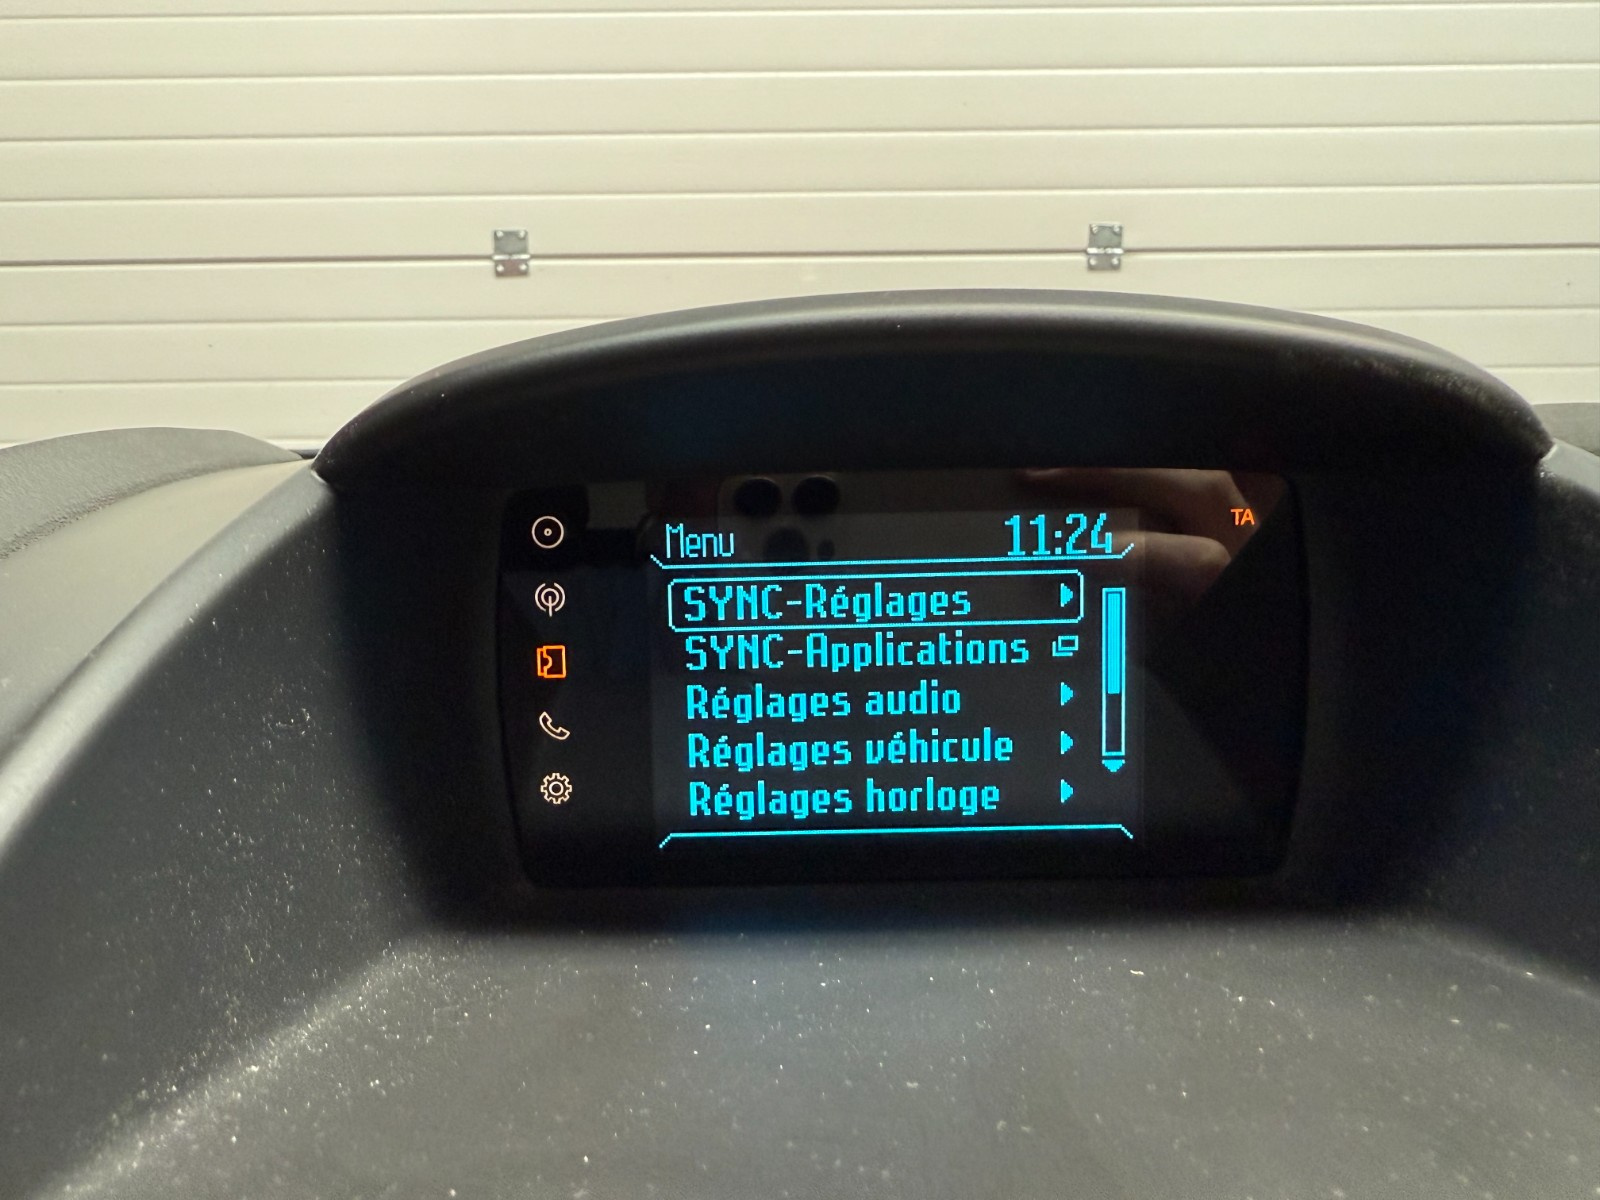 Menu 11:24
TA
SYNC-Réglages
SYNC-Applications
Réglages audio
Réglages véhicule
Réglages horloge